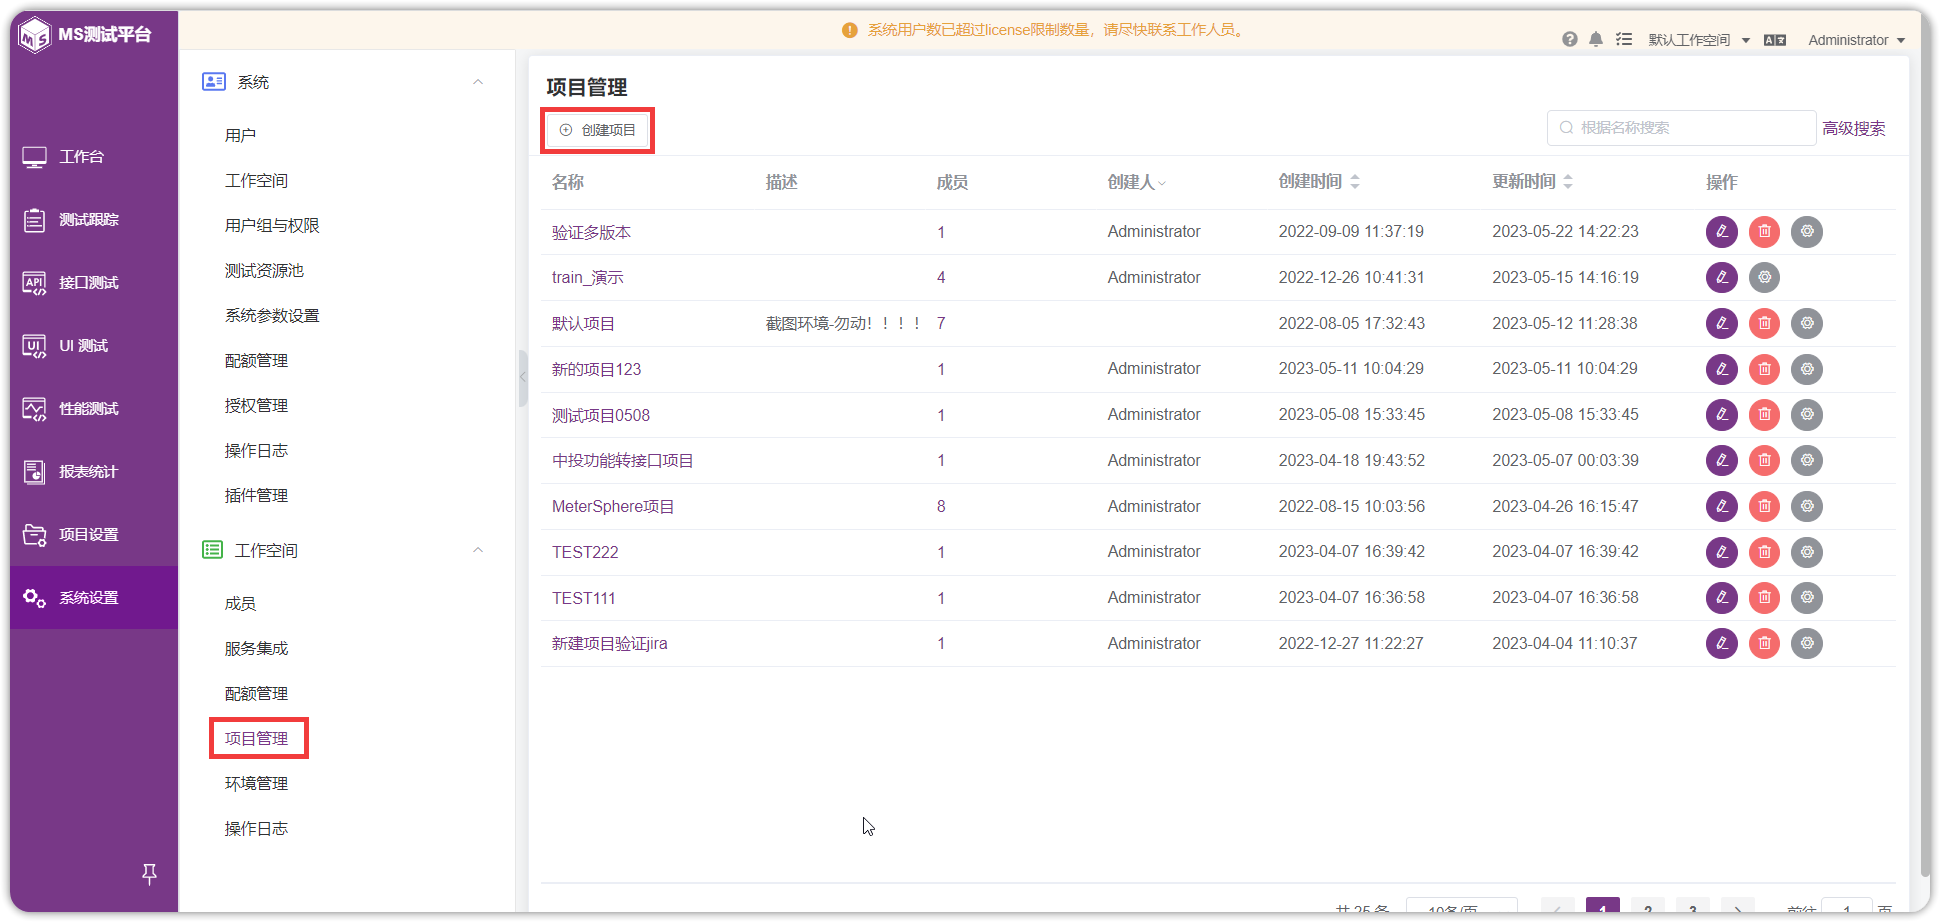 MS测试平台
系统用户数已超过license限制数量，请尽快联系工作人员。
默认工作空间
Administrator
工作台
测试跟踪
接口测试
UI 测试
性能测试
报表统计
项目设置
系统设置
系统
用户
工作空间
用户组与权限
测试资源池
系统参数设置
配额管理
授权管理
操作日志
插件管理
工作空间
成员
服务集成
配额管理
项目管理
环境管理
操作日志
项目管理
创建项目
根据名称搜索
高级搜索
名称 描述 成员 创建人 创建时间 更新时间 操作
验证多版本 1 Administrator 2022-09-09 11:37:19 2023-05-22 14:22:23
train_演示 4 Administrator 2022-12-26 10:41:31 2023-05-15 14:16:19
默认项目 截图环境-勿动！！！！ 7 2022-08-05 17:32:43 2023-05-12 11:28:38
新的项目123 1 Administrator 2023-05-11 10:04:29 2023-05-11 10:04:29
测试项目0508 1 Administrator 2023-05-08 15:33:45 2023-05-08 15:33:45
中投功能转接口项目 1 Administrator 2023-04-18 19:43:52 2023-05-07 00:03:39
MeterSphere项目 8 Administrator 2022-08-15 10:03:56 2023-04-26 16:15:47
TEST222 1 Administrator 2023-04-07 16:39:42 2023-04-07 16:39:42
TEST111 1 Administrator 2023-04-07 16:36:58 2023-04-07 16:36:58
新建项目验证jira 1 Administrator 2022-12-27 11:22:27 2023-04-04 11:10:37
共 25 条 10条/页 1 2 3 前往 1 页